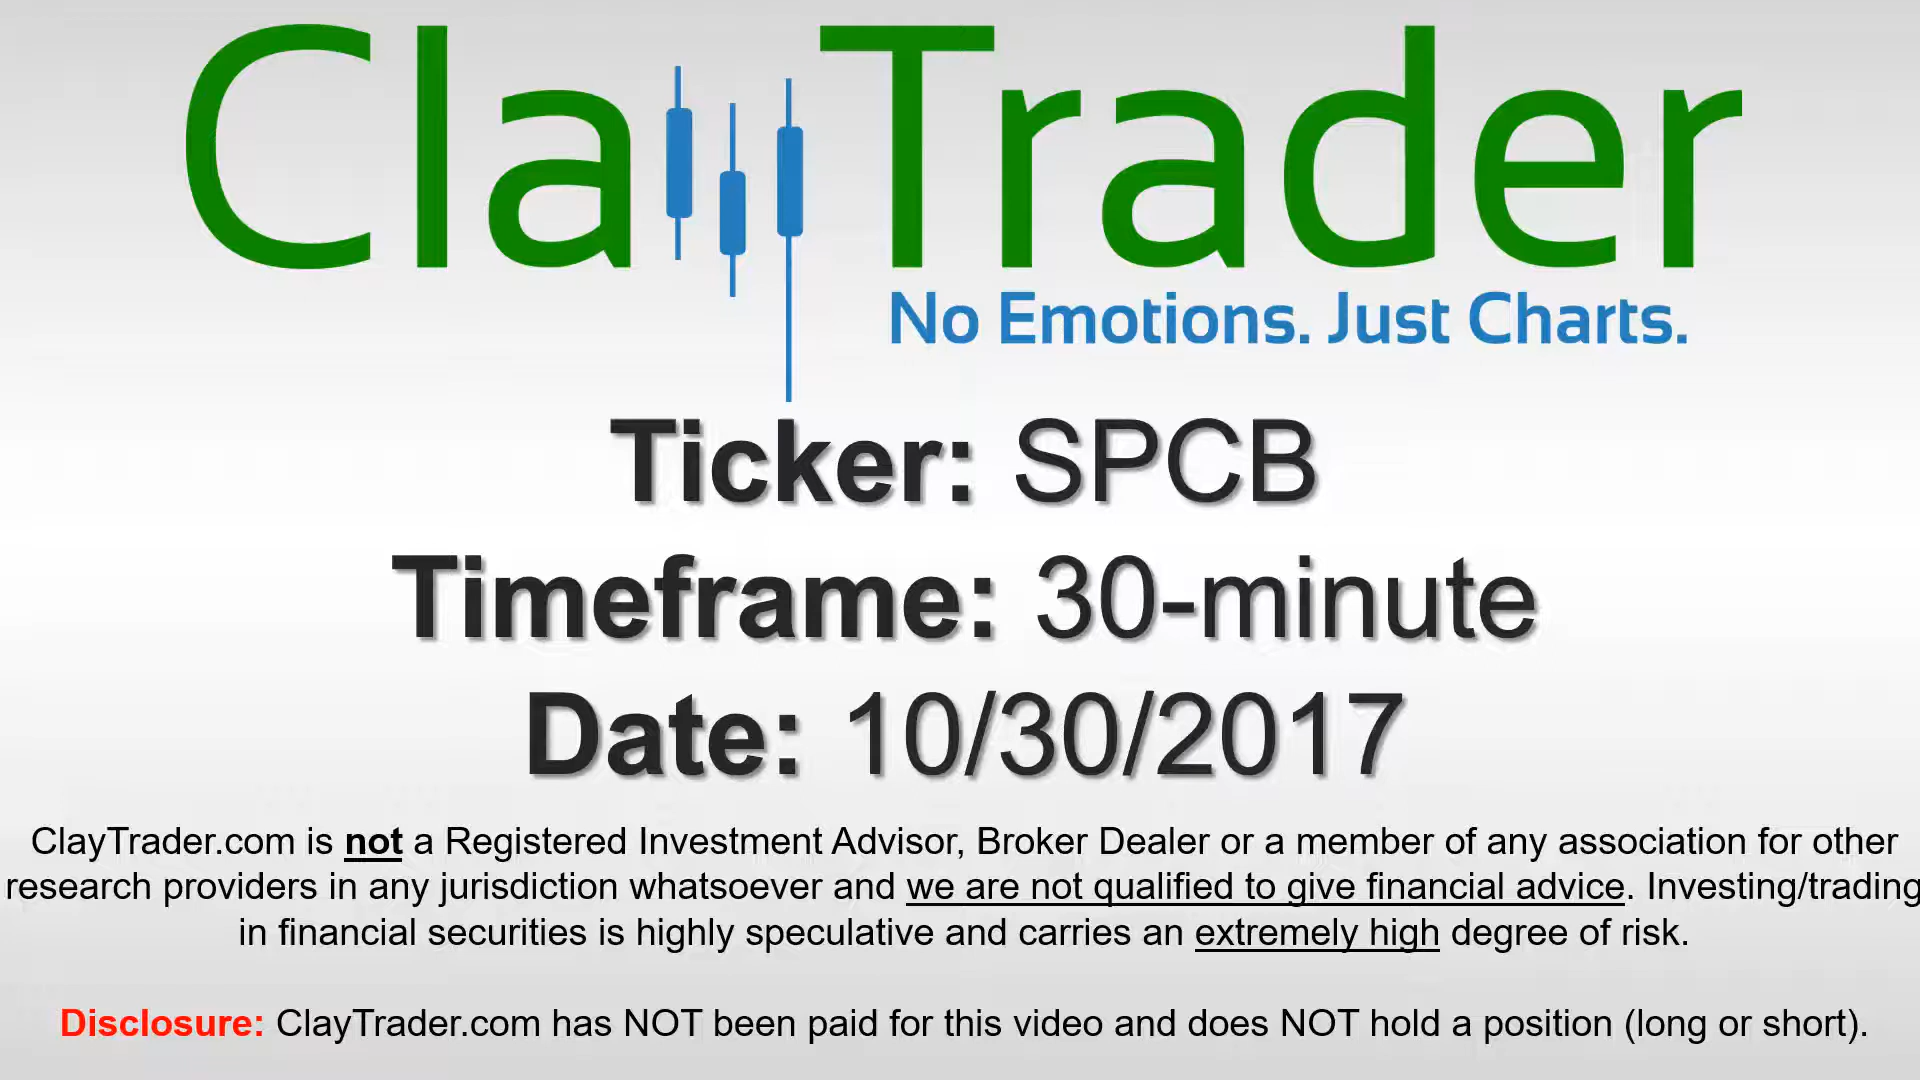 ClayTrader
No Emotions. Just Charts.
Ticker: SPCB
Timeframe: 30-minute
Date: 10/30/2017
ClayTrader.com is not a Registered Investment Advisor, Broker Dealer or a member of any association for other
research providers in any jurisdiction whatsoever and we are not qualified to give financial advice. Investing/trading
in financial securities is highly speculative and carries an extremely high degree of risk.
Disclosure: ClayTrader.com has NOT been paid for this video and does NOT hold a position (long or short).